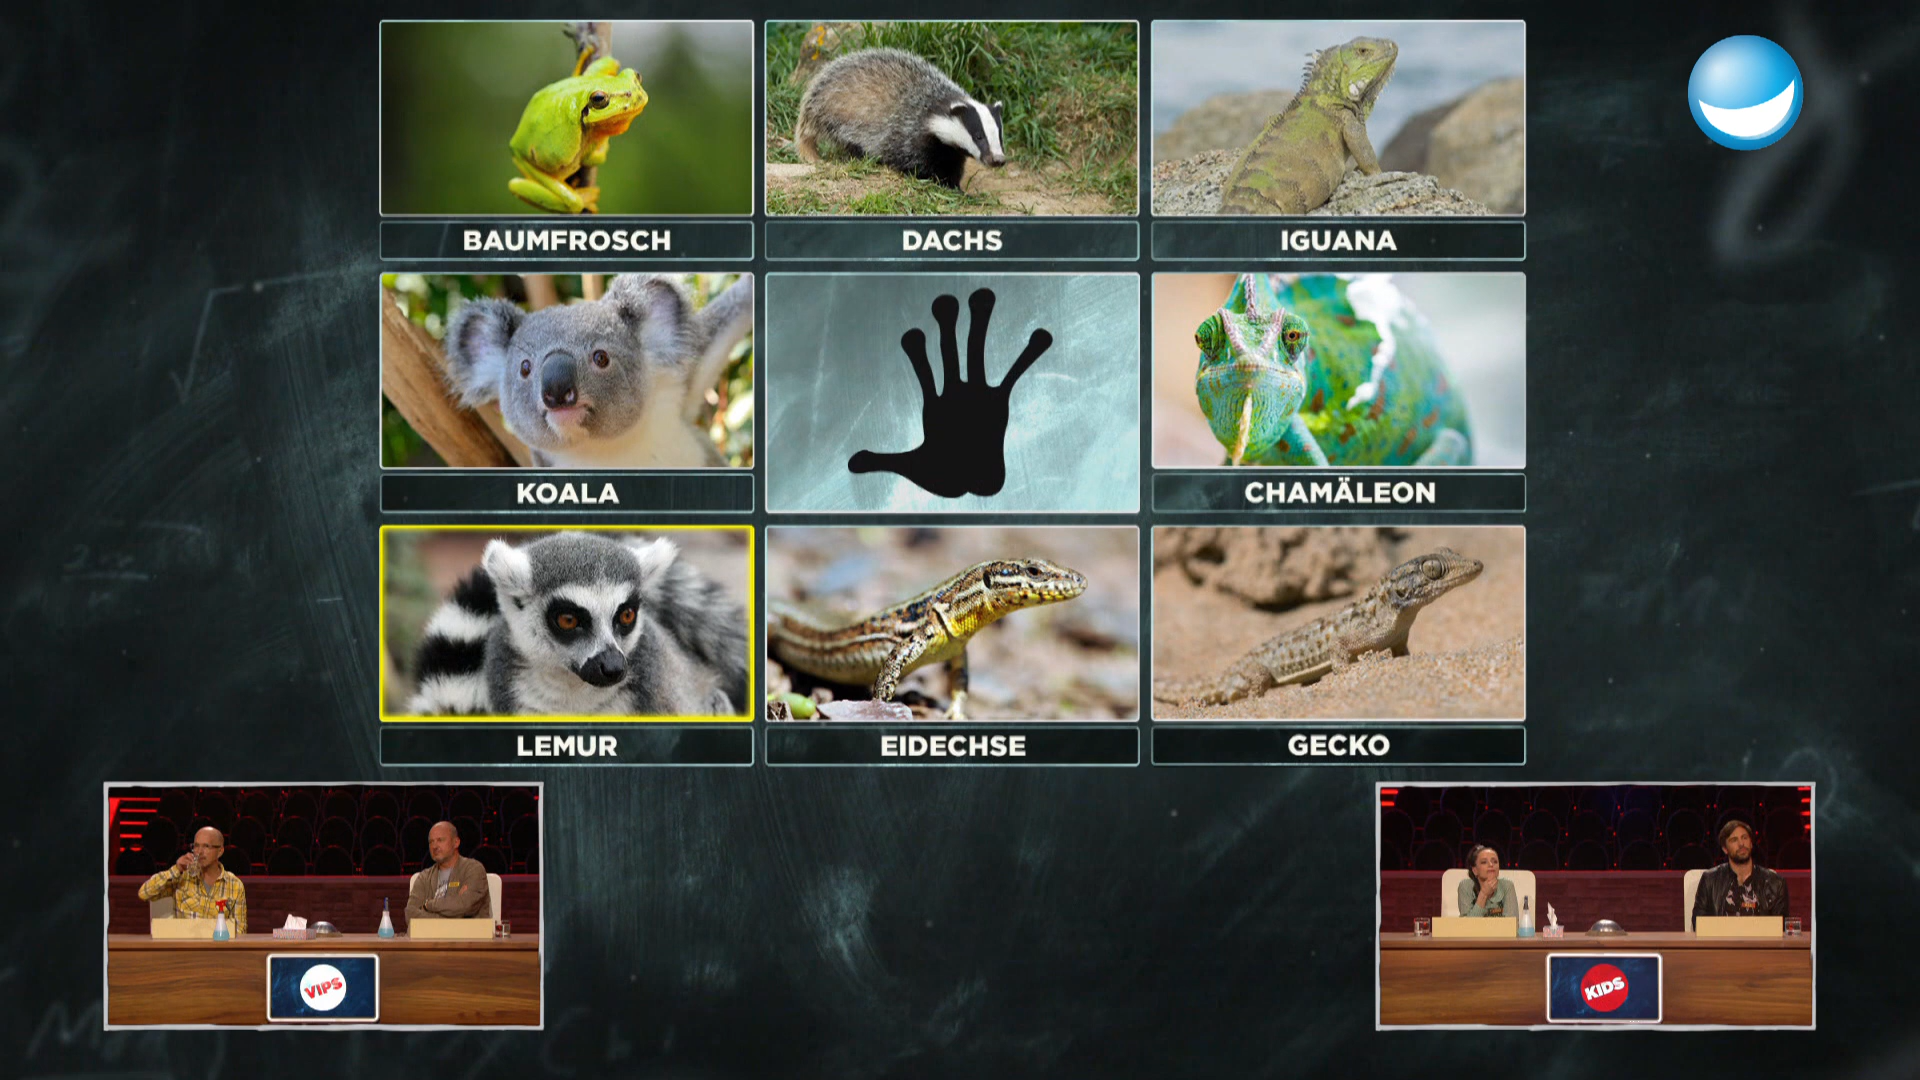 BAUMFROSCH
DACHS
IGUANA
KOALA
CHAMÄLEON
LEMUR
EIDECHSE
GECKO
VIPS
KIDS